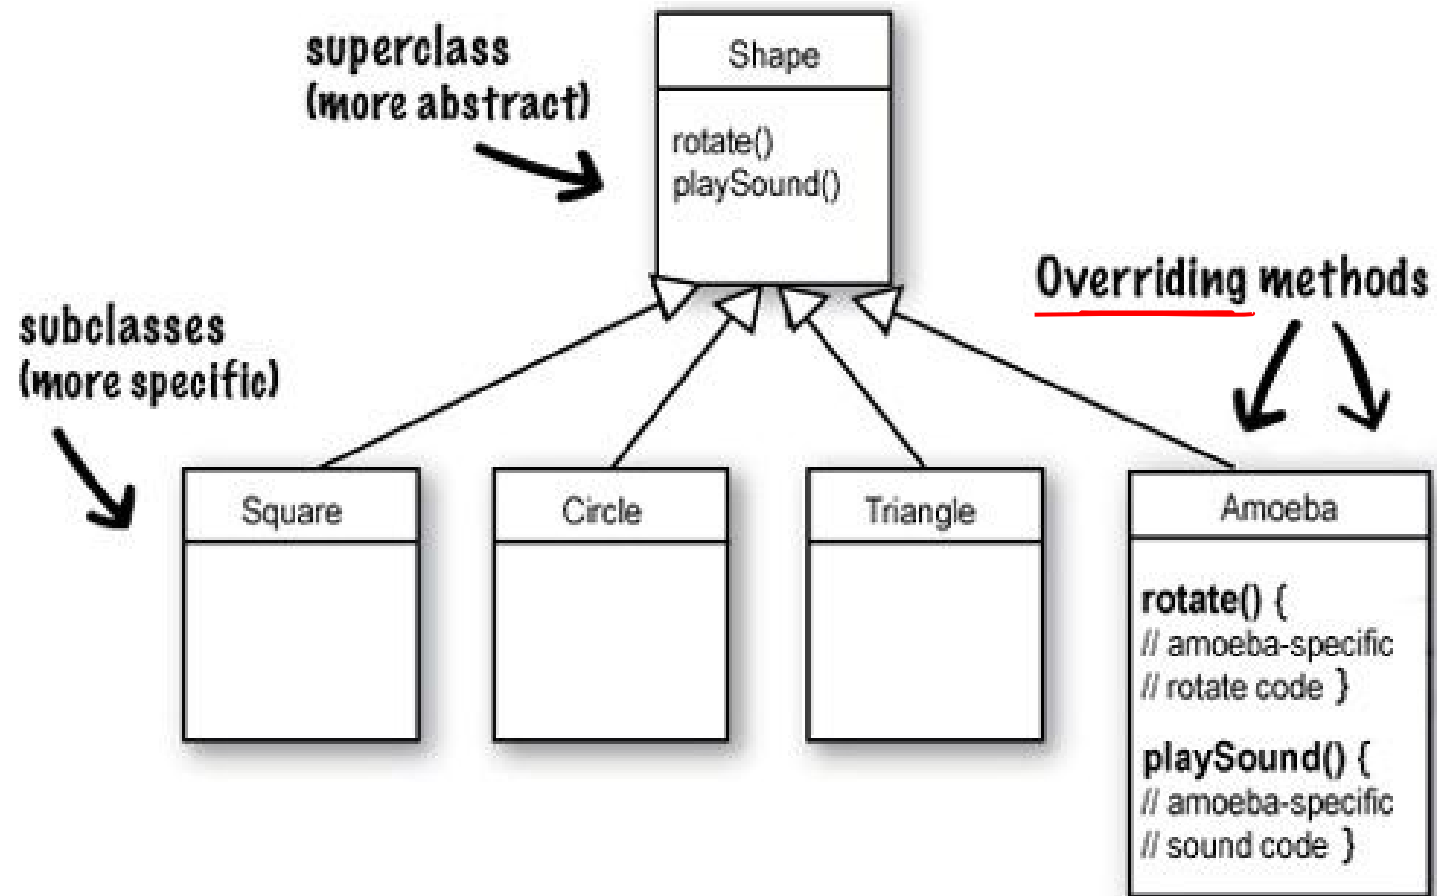 superclass
(more abstract)
Shape
rotate()
playSound()
Overriding methods
subclasses
(more specific)
Square
Circle
Triangle
Amoeba
rotate() {
// amoeba-specific
// rotate code }
playSound() {
// amoeba-specific
// sound code }